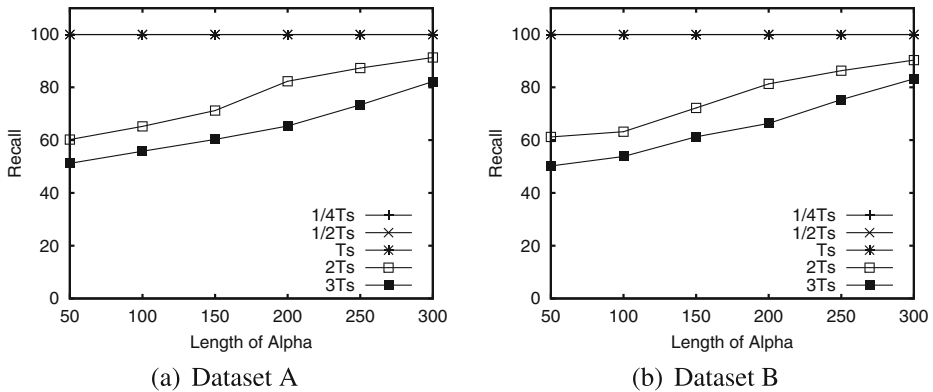 100
80
60
40
20
0
Recall
1/4Ts
1/2Ts
Ts
2Ts
3Ts
50 100 150 200 250 300
Length of Alpha
(a) Dataset A
100
80
60
40
20
0
Recall
1/4Ts
1/2Ts
Ts
2Ts
3Ts
50 100 150 200 250 300
Length of Alpha
(b) Dataset B